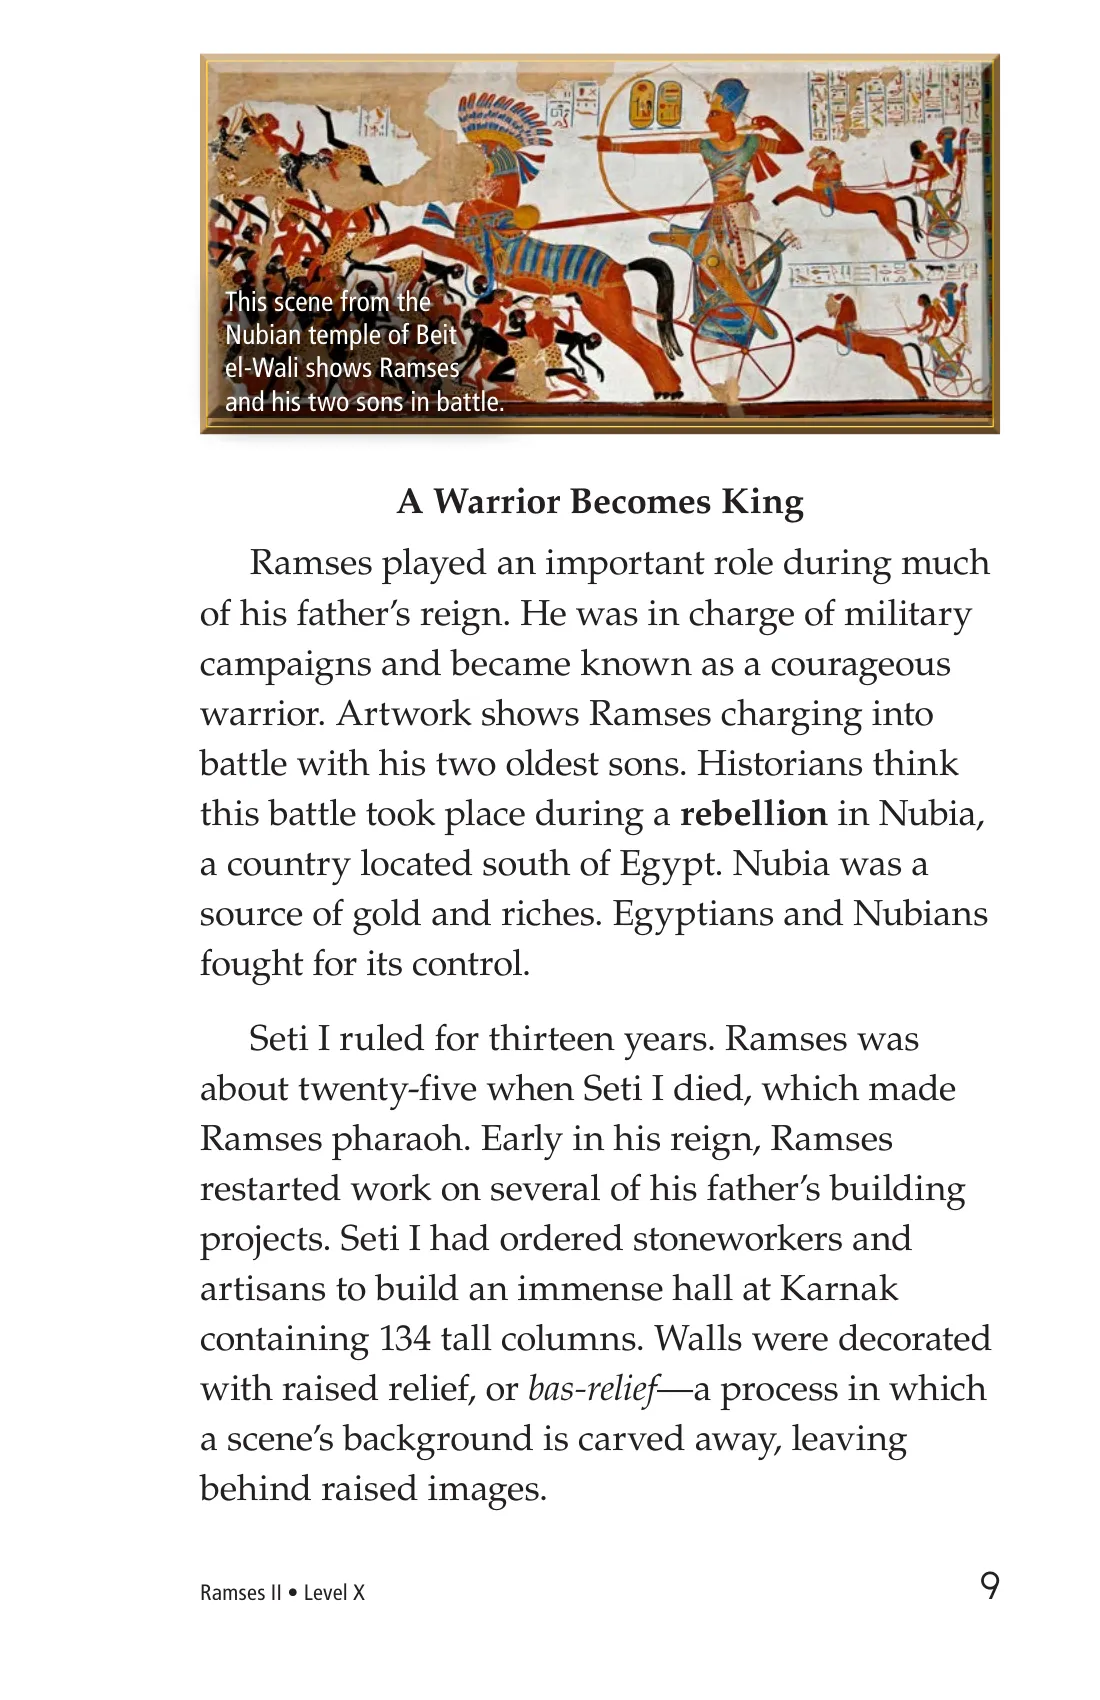 This scene from the
Nubian temple of Beit
el-Wali shows Ramses
and his two sons in battle.
A Warrior Becomes King
Ramses played an important role during much
of his father’s reign. He was in charge of military
campaigns and became known as a courageous
warrior. Artwork shows Ramses charging into
battle with his two oldest sons. Historians think
this battle took place during a rebellion in Nubia,
a country located south of Egypt. Nubia was a
source of gold and riches. Egyptians and Nubians
fought for its control.
Seti I ruled for thirteen years. Ramses was
about twenty-five when Seti I died, which made
Ramses pharaoh. Early in his reign, Ramses
restarted work on several of his father’s building
projects. Seti I had ordered stoneworkers and
artisans to build an immense hall at Karnak
containing 134 tall columns. Walls were decorated
with raised relief, or bas-relief—a process in which
a scene’s background is carved away, leaving
behind raised images.
Ramses II • Level X
9